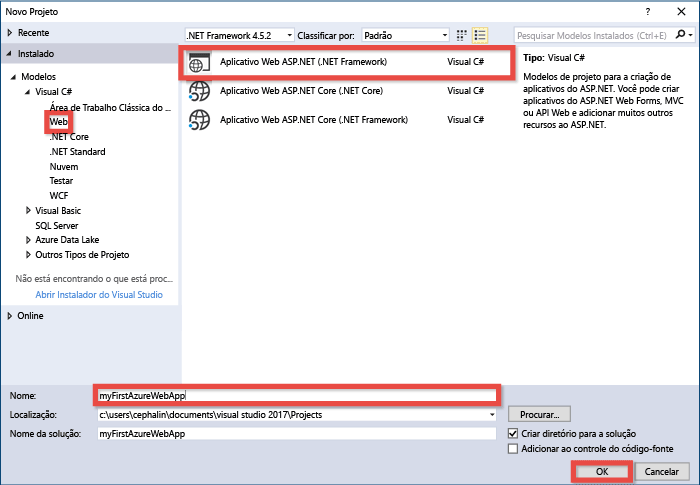 Novo Projeto
? X
Recente
.NET Framework 4.5.2 Classificar por: Padrão
Pesquisar Modelos Instalados (Ctrl+E)
Instalado
Modelos
Visual C#
Área de Trabalho Clássica do ...
Web
.NET Core
.NET Standard
Nuvem
Testar
WCF
Visual Basic
SQL Server
Azure Data Lake
Outros Tipos de Projeto
Não está encontrando o que está proc...
Abrir Instalador do Visual Studio
Online
Aplicativo Web ASP.NET (.NET Framework) Visual C#
Aplicativo Web ASP.NET Core (.NET Core) Visual C#
Aplicativo Web ASP.NET Core (.NET Framework) Visual C#
Tipo: Visual C#
Modelos de projeto para a criação de
aplicativos do ASP.NET. Você pode criar
aplicativos do ASP.NET Web Forms, MVC
ou API Web e adicionar muitos outros
recursos ao ASP.NET.
Nome: myFirstAzureWebApp
Localização: c:\users\cephalin\documents\visual studio 2017\Projects Procurar...
Nome da solução: myFirstAzureWebApp
Criar diretório para a solução
Adicionar ao controle do código-fonte
OK Cancelar